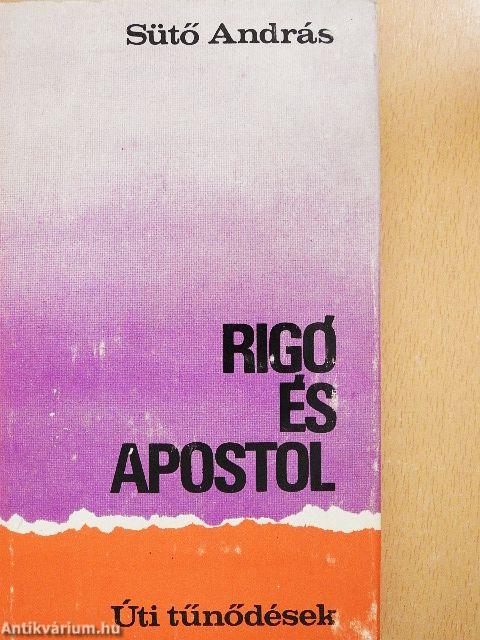 Sütő András
RIGÓ
ÉS
APOSTOL
Úti tűnődések
Antikvárium.hu